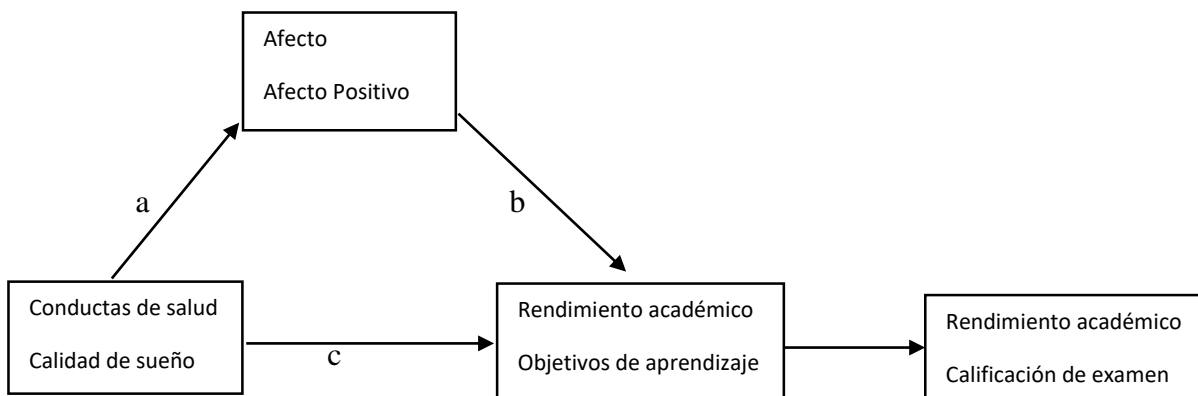 Afecto
Afecto Positivo
a
b
Conductas de salud
Calidad de sueño
c
Rendimiento académico
Objetivos de aprendizaje
Rendimiento académico
Calificación de examen